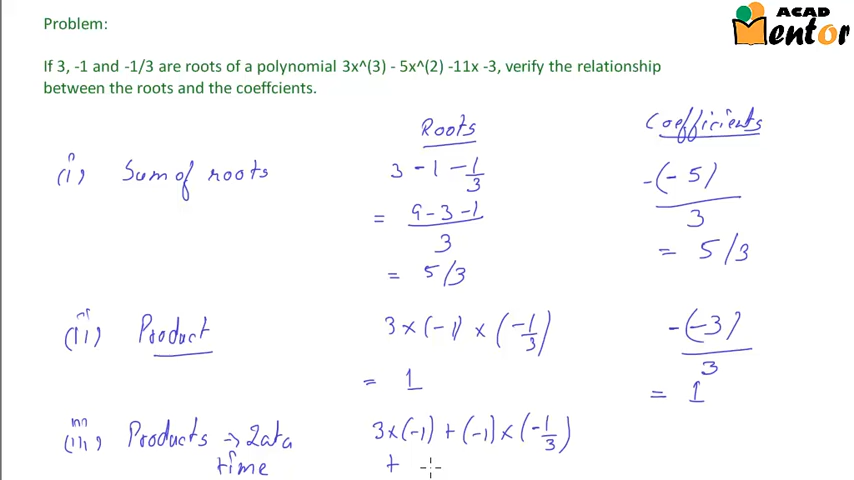 ACAD
mentor
Problem:
If 3, -1 and -1/3 are roots of a polynomial 3x^(3) - 5x^(2) -11x -3, verify the relationship
between the roots and the coeffcients.
Roots Coefficients
(i) Sum of roots 3 -1 -1/3 -(-5)/3
= 9-3-1/3 = 5/3
= 5/3
(ii) Product 3×(-1)×(-1/3) -(-3)/3
= 1 = 1
(iii) Products → 2 at a 3×(-1) + (-1)×(-1/3)
time +